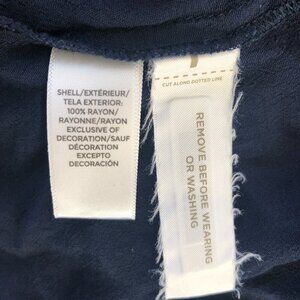 SHELL/EXTÉRIEUR/
TELA EXTERIOR:
100% RAYON/
RAYONNE/RAYON
EXCLUSIVE OF
DECORATION/SAUF
DÉCORATION
EXCEPTO
DECORACIÓN
CUT ALONG DOTTED LINE
REMOVE BEFORE WEARING
OR WASHING